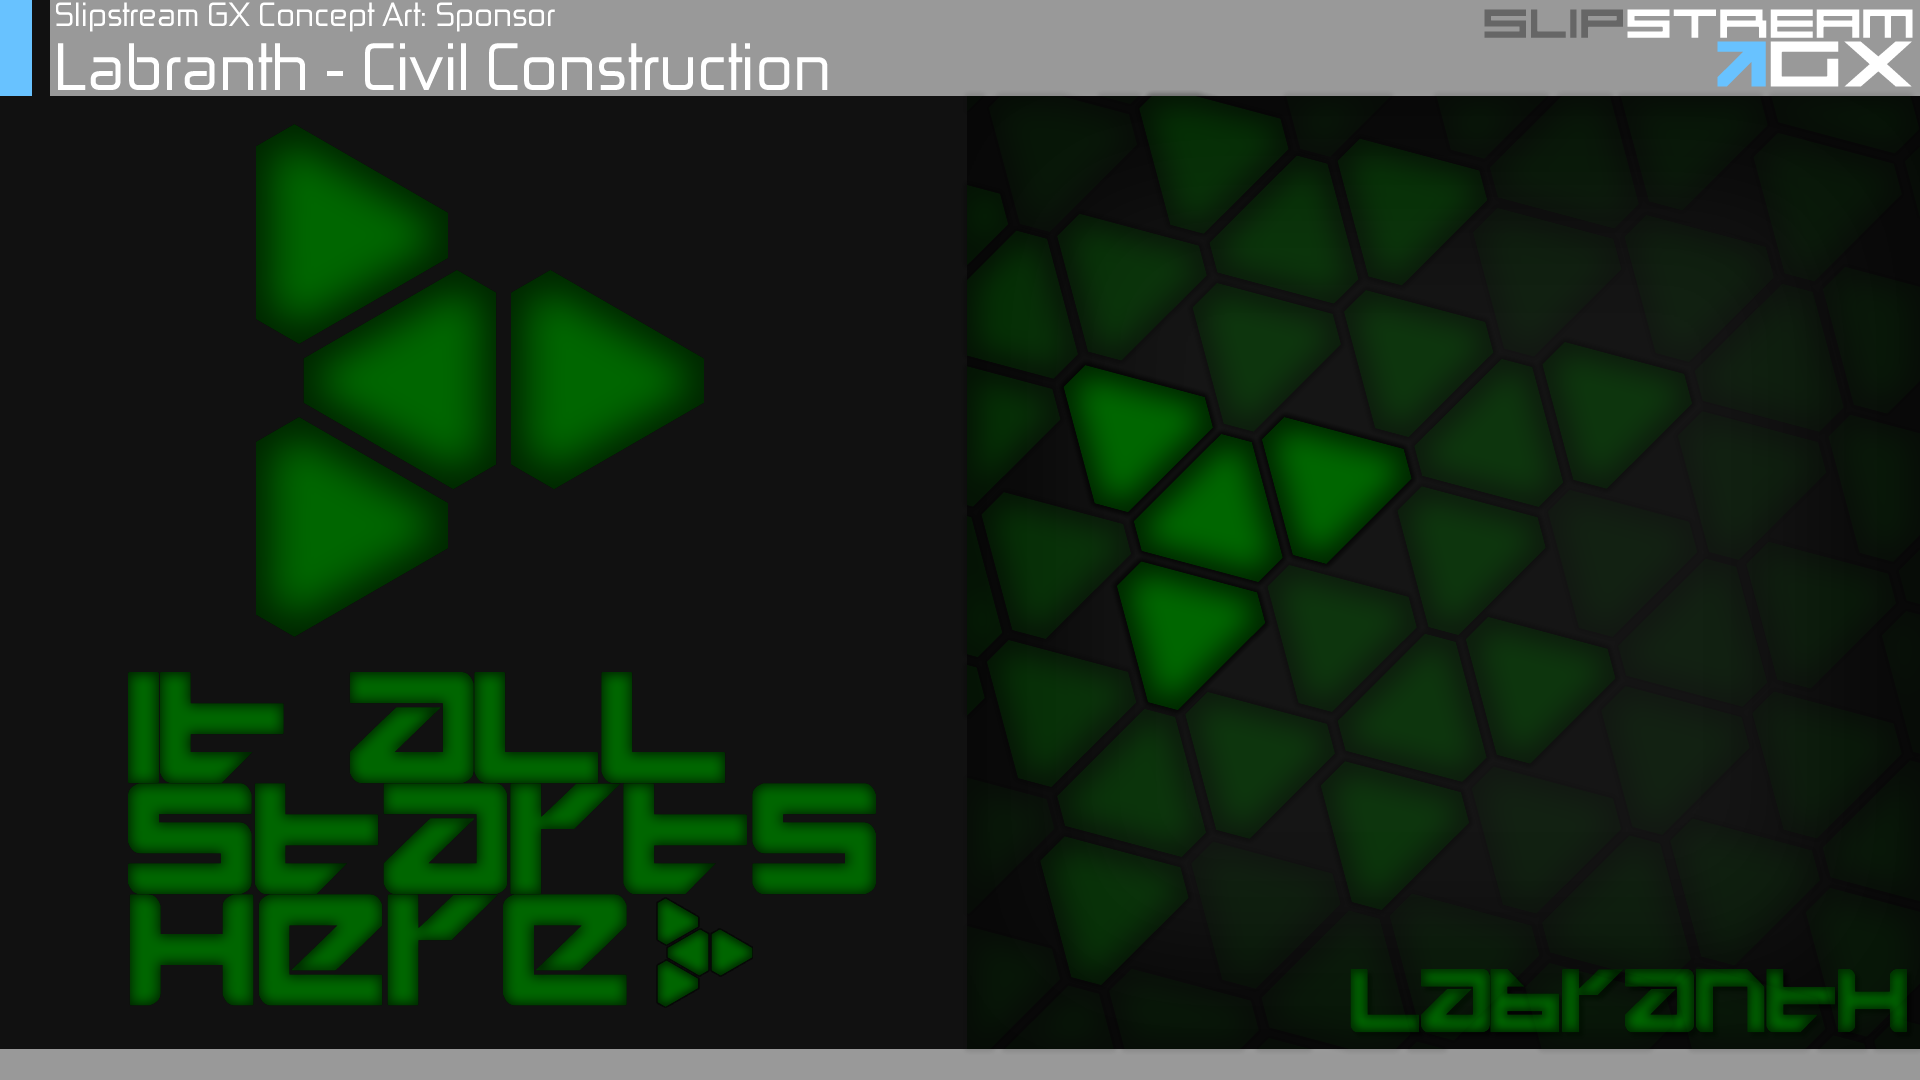 Slipstream GX Concept Art: Sponsor
Labranth - Civil Construction
SLIPSTREAM
GX
It all
starts
Here
Labranth